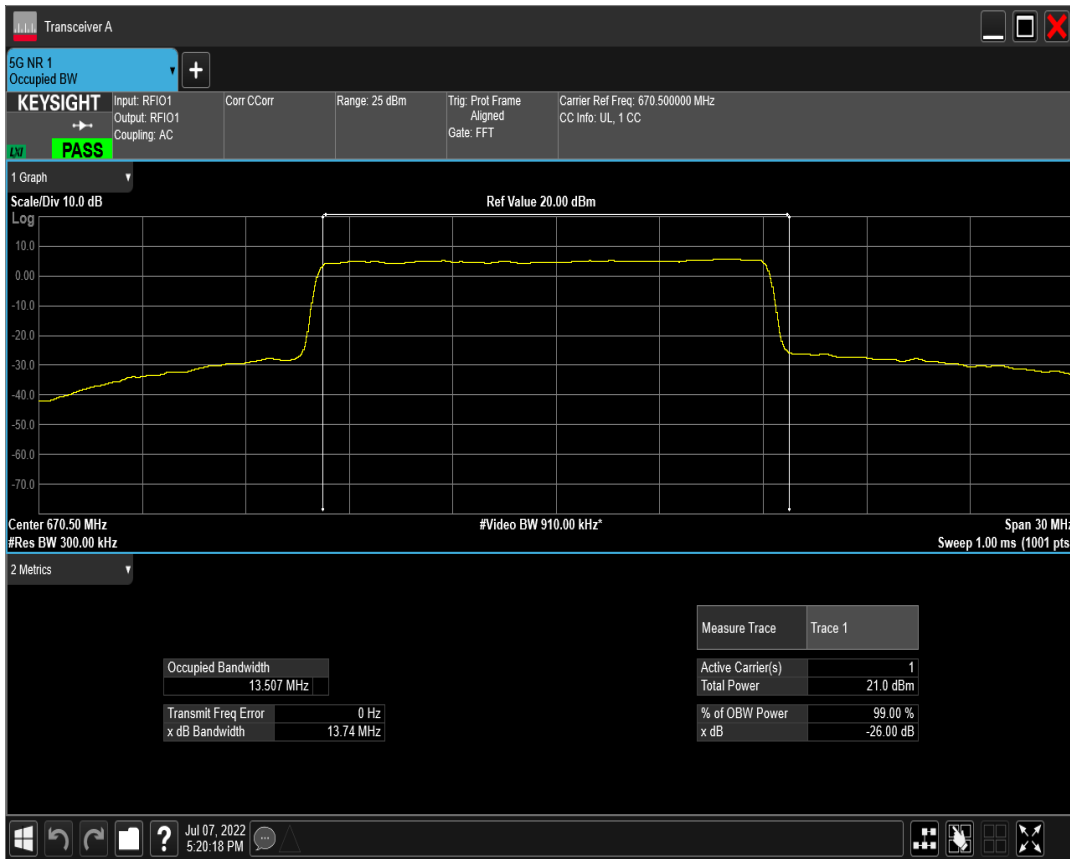 Transceiver A
5G NR 1
Occupied BW
KEYSIGHT
LXI
PASS
Input: RFIO1
Output: RFIO1
Coupling: AC
Corr CCorr
Range: 25 dBm
Trig: Prot Frame
Aligned
Gate: FFT
Carrier Ref Freq: 670.500000 MHz
CC Info: UL, 1 CC
1 Graph
Scale/Div 10.0 dB
Ref Value 20.00 dBm
Log
10.0
0.00
-10.0
-20.0
-30.0
-40.0
-50.0
-60.0
-70.0
Center 670.50 MHz
#Video BW 910.00 kHz*
Span 30 MHz
#Res BW 300.00 kHz
Sweep 1.00 ms (1001 pts
2 Metrics
Measure Trace Trace 1
Occupied Bandwidth
13.507 MHz
Active Carrier(s) 1
Total Power 21.0 dBm
Transmit Freq Error 0 Hz
x dB Bandwidth 13.74 MHz
% of OBW Power 99.00 %
x dB -26.00 dB
?
Jul 07, 2022
5:20:18 PM